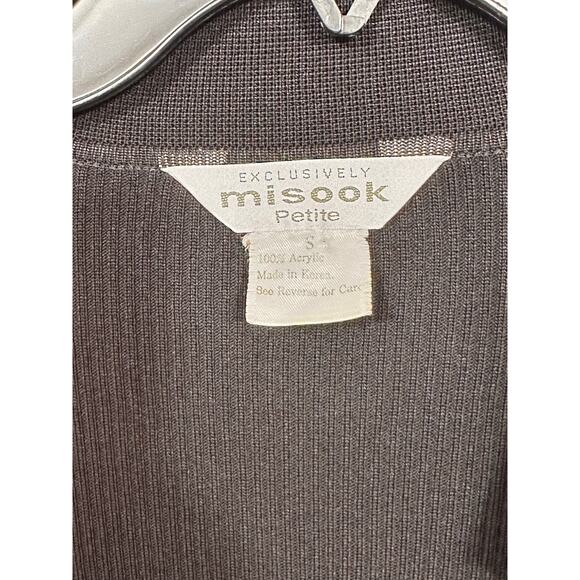 EXCLUSIVELY
misook
Petite
S
100% Acrylic
Made in Korea.
See Reverse for Care